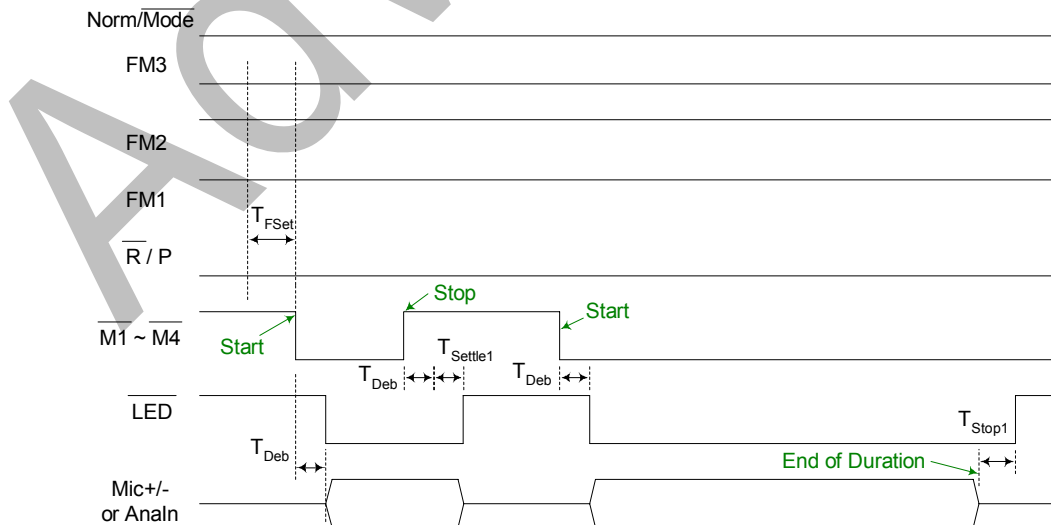 Norm/Mode
FM3
FM2
FM1
TFSet
R / P
Stop
Start
M1 ~ M4
Start
TDeb
TSettle1
TDeb
LED
TStop1
TDeb
End of Duration
Mic+/-
or AnaIn